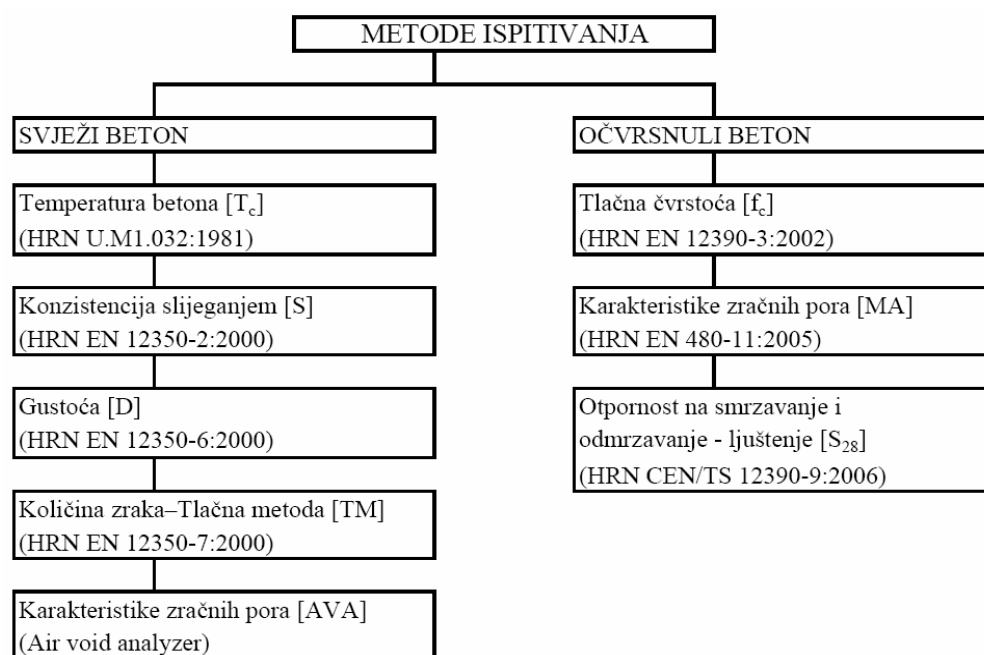 METODE ISPITIVANJA
SVJEŽI BETON
Temperatura betona [Tc]
(HRN U.M1.032:1981)
Konzistencija slijeganjem [S]
(HRN EN 12350-2:2000)
Gustoća [D]
(HRN EN 12350-6:2000)
Količina zraka–Tlačna metoda [TM]
(HRN EN 12350-7:2000)
Karakteristike zračnih pora [AVA]
(Air void analyzer)
OČVRSNULI BETON
Tlačna čvrstoća [fc]
(HRN EN 12390-3:2002)
Karakteristike zračnih pora [MA]
(HRN EN 480-11:2005)
Otpornost na smrzavanje i
odmrzavanje - ljuštenje [S28]
(HRN CEN/TS 12390-9:2006)